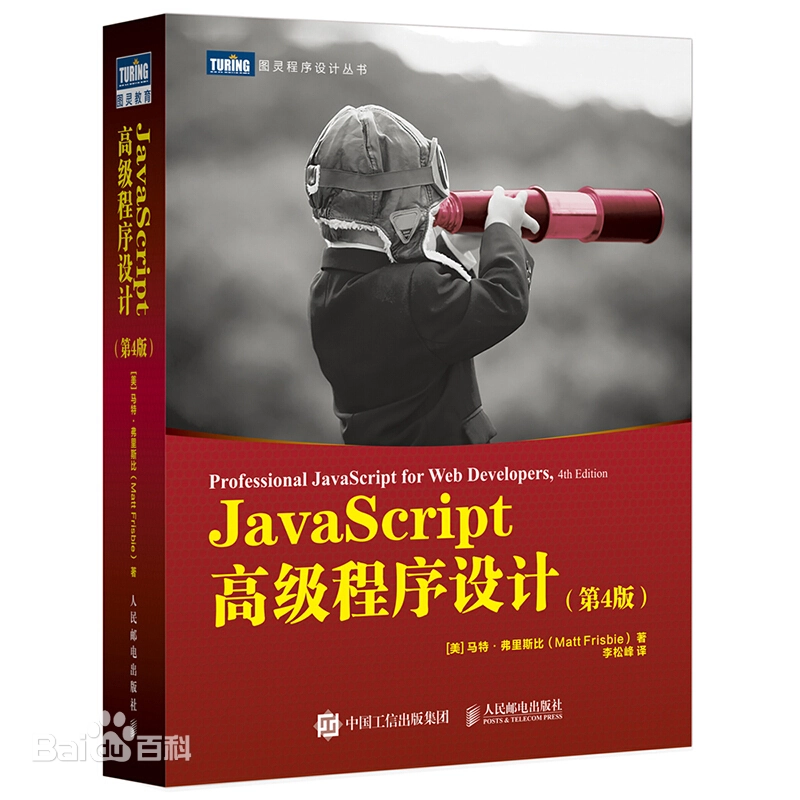 TURING
图灵教育
JavaScript
高级程序设计
（第4版）
[美] 马特·弗里斯比（Matt Frisbie）著
人民邮电出版社
TURING
图灵程序设计丛书
Professional JavaScript for Web Developers, 4th Edition
JavaScript
高级程序设计（第4版）
[美] 马特·弗里斯比（Matt Frisbie）著
李松峰 译
中国工信出版集团
人民邮电出版社
POSTS & TELECOM PRESS
Baidu百科